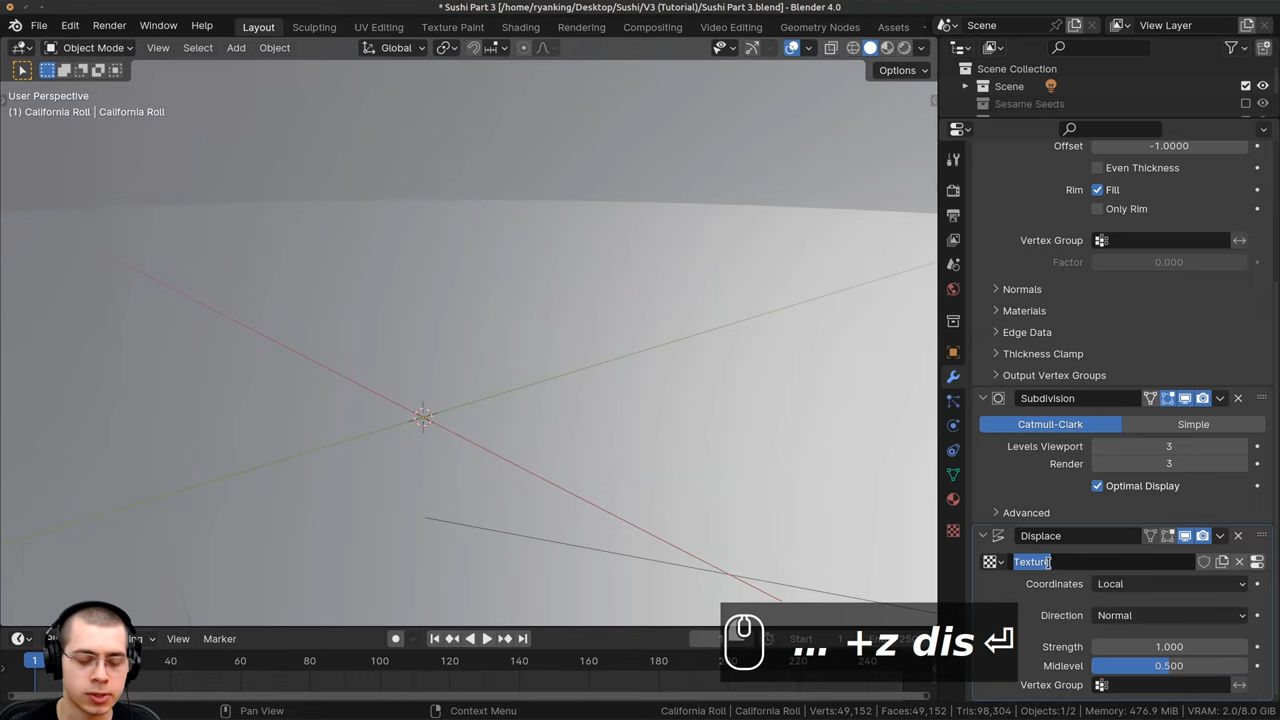 * Sushi Part 3 [/home/ryanking/Desktop/Sushi/V3 (Tutorial)/Sushi Part 3.blend] - Blender 4.0
File Edit Render Window Help Layout Sculpting UV Editing Texture Paint Shading Rendering Compositing Video Editing Geometry Nodes Scene View Layer
Object Mode View Select Add Object Global
Options
User Perspective
(1) California Roll | California Roll
Scene Collection
Scene
Sesame Seeds
Offset -1.0000
Even Thickness
Rim Fill
Only Rim
Vertex Group
Factor 0.000
Normals
Materials
Edge Data
Thickness Clamp
Output Vertex Groups
Subdivision
Catmull-Clark Simple
Levels Viewport 3
Render 3
Optimal Display
Advanced
Displace
Texture
Coordinates Local
Direction Normal
Strength 1.000
Midlevel 0.500
Vertex Group
... +z dis ⏎
View Marker Start
1 40 60 80 100 120 140 160 180 200 220
Pan View Context Menu California Roll | California Roll | Verts:49,152 | Faces:49,152 | Tris:98,304 | Objects:1/2 | Memory: 476.9 MiB | VRAM: 2.0/8.0 GiB